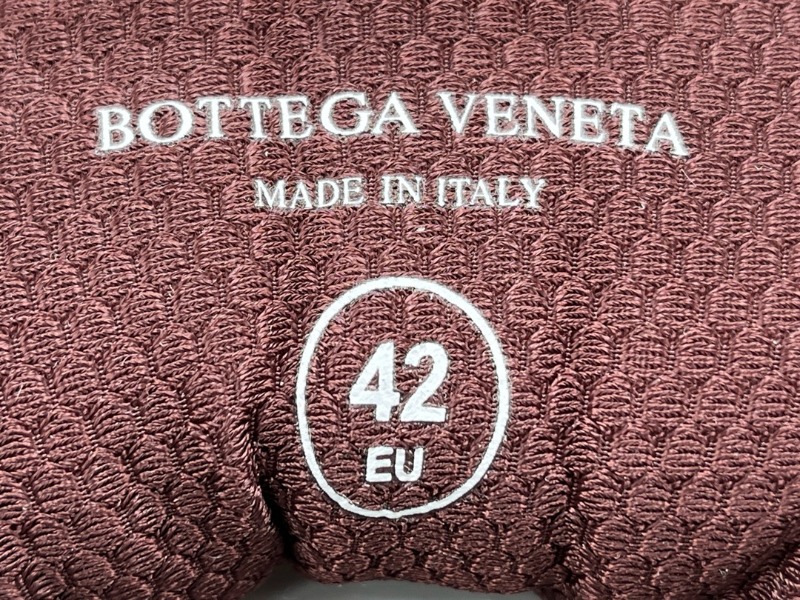 BOTTEGA VENETA
MADE IN ITALY
42
EU